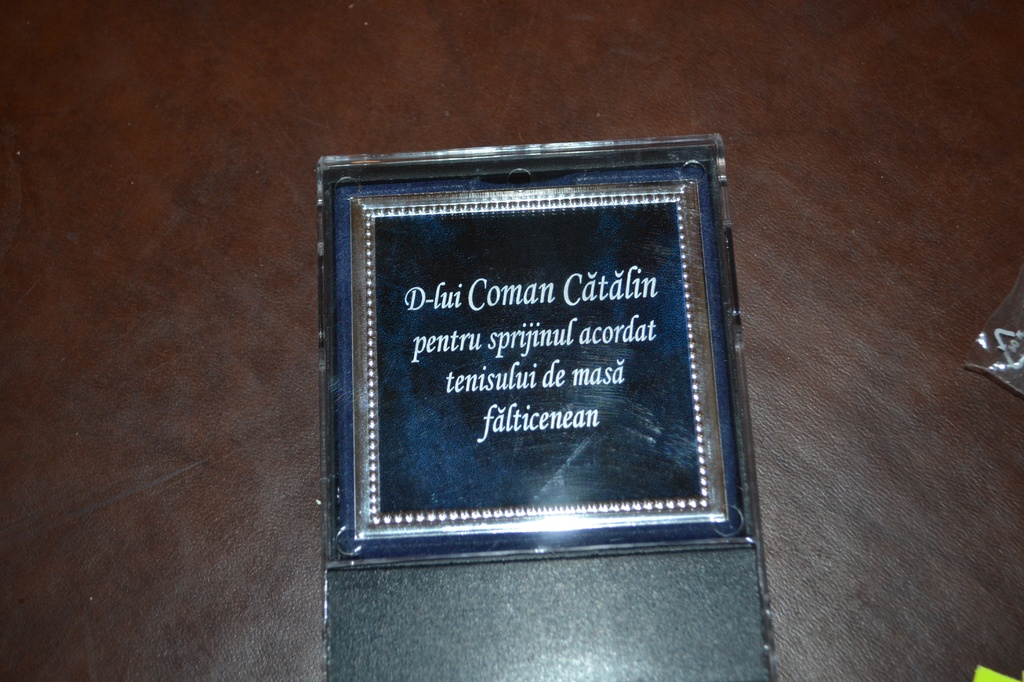 D-lui Coman Cătălin
pentru sprijinul acordat
tenisului de masă
fălticenean